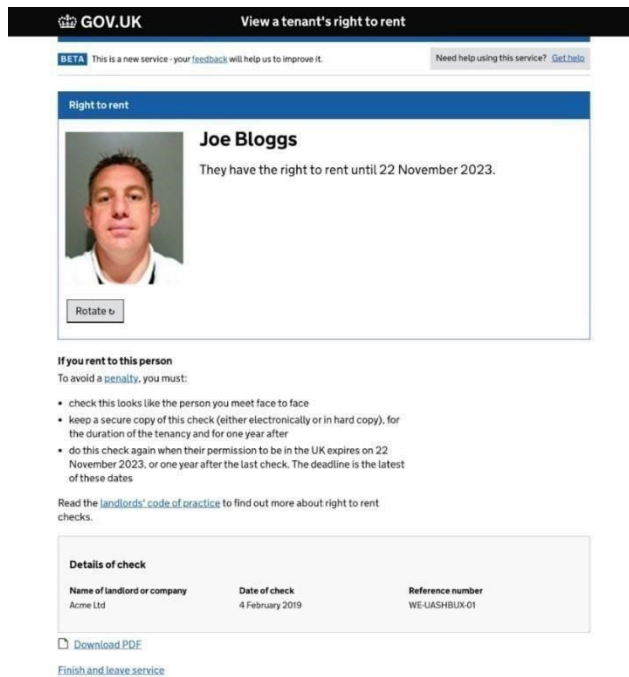 GOV.UK View a tenant's right to rent
BETA This is a new service - your feedback will help us to improve it. Need help using this service? Get help
Right to rent
Joe Bloggs
They have the right to rent until 22 November 2023.
Rotate ↻
If you rent to this person
To avoid a penalty, you must:
• check this looks like the person you meet face to face
• keep a secure copy of this check (either electronically or in hard copy), for
the duration of the tenancy and for one year after
• do this check again when their permission to be in the UK expires on 22
November 2023, or one year after the last check. The deadline is the latest
of these dates
Read the landlords' code of practice to find out more about right to rent
checks.
Details of check
Name of landlord or company Date of check Reference number
Acme Ltd 4 February 2019 WE-UASHBUX-01
Download PDF
Finish and leave service